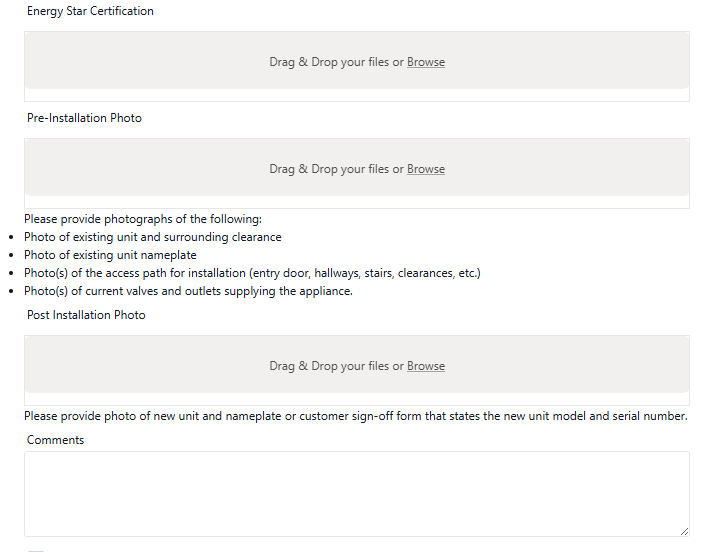 Energy Star Certification
Drag & Drop your files or Browse
Pre-Installation Photo
Drag & Drop your files or Browse
Please provide photographs of the following:
• Photo of existing unit and surrounding clearance
• Photo of existing unit nameplate
• Photo(s) of the access path for installation (entry door, hallways, stairs, clearances, etc.)
• Photo(s) of current valves and outlets supplying the appliance.
Post Installation Photo
Drag & Drop your files or Browse
Please provide photo of new unit and nameplate or customer sign-off form that states the new unit model and serial number.
Comments